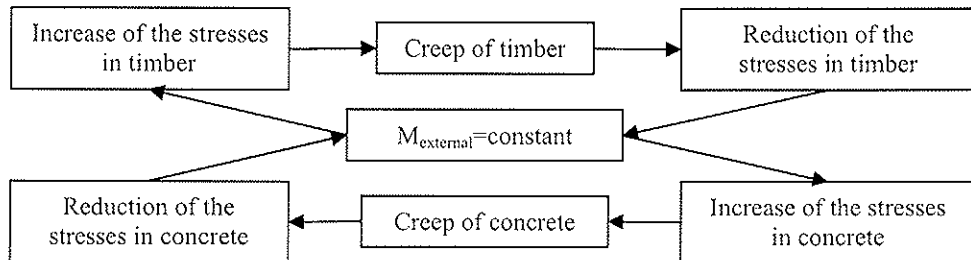 Increase of the stresses
in timber
Creep of timber
Reduction of the
stresses in timber
M_external=constant
Reduction of the
stresses in concrete
Creep of concrete
Increase of the stresses
in concrete